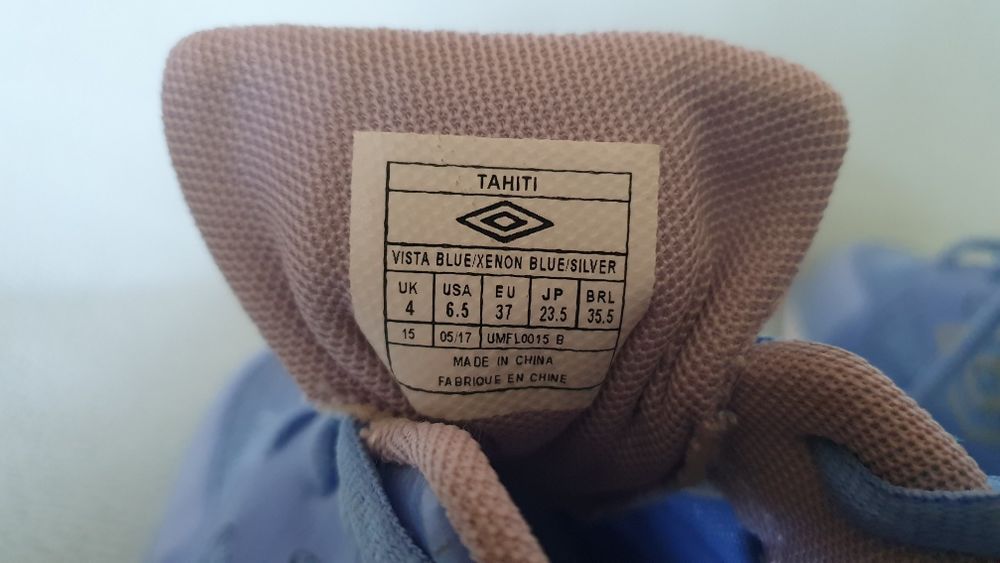 TAHITI
VISTA BLUE/XENON BLUE/SILVER
UK USA EU JP BRL
4 6.5 37 23.5 35.5
15 05/17 UMFL0015 B
MADE IN CHINA
FABRIQUE EN CHINE